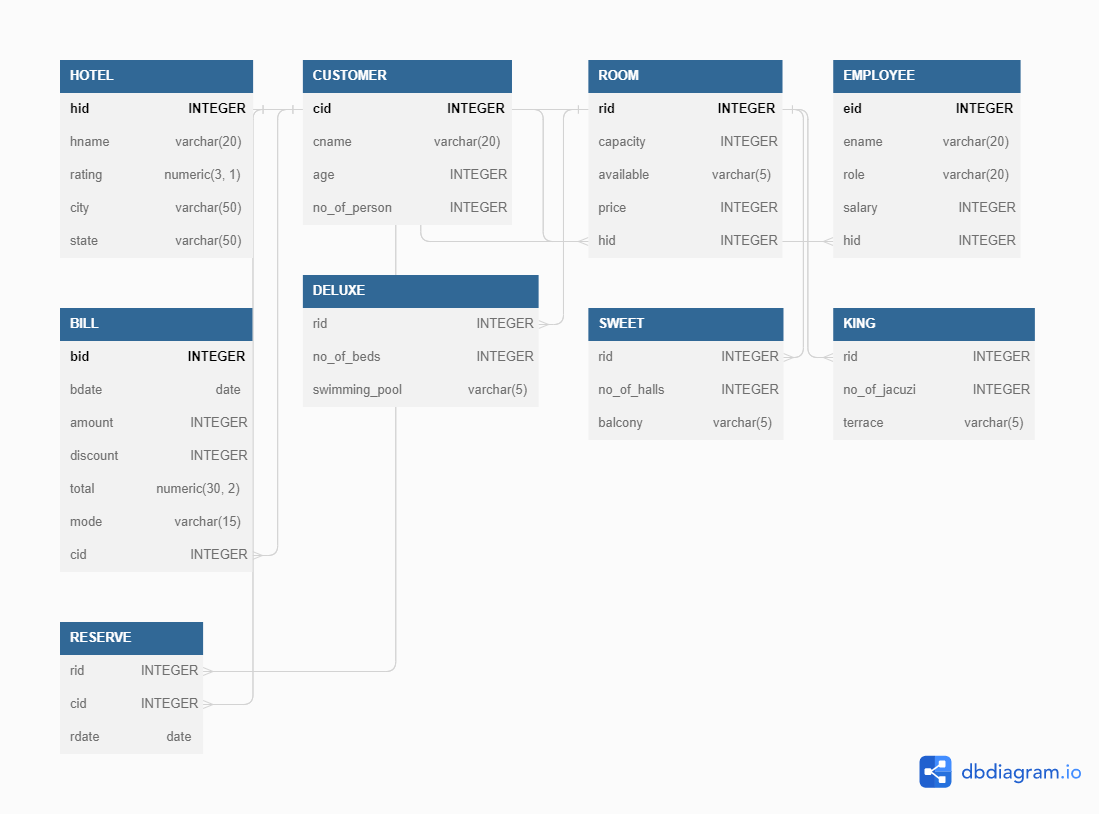 HOTEL
hid INTEGER
hname varchar(20)
rating numeric(3, 1)
city varchar(50)
state varchar(50)
CUSTOMER
cid INTEGER
cname varchar(20)
age INTEGER
no_of_person INTEGER
ROOM
rid INTEGER
capacity INTEGER
available varchar(5)
price INTEGER
hid INTEGER
EMPLOYEE
eid INTEGER
ename varchar(20)
role varchar(20)
salary INTEGER
hid INTEGER
BILL
bid INTEGER
bdate date
amount INTEGER
discount INTEGER
total numeric(30, 2)
mode varchar(15)
cid INTEGER
DELUXE
rid INTEGER
no_of_beds INTEGER
swimming_pool varchar(5)
SWEET
rid INTEGER
no_of_halls INTEGER
balcony varchar(5)
KING
rid INTEGER
no_of_jacuzi INTEGER
terrace varchar(5)
RESERVE
rid INTEGER
cid INTEGER
rdate date
dbdiagram.io